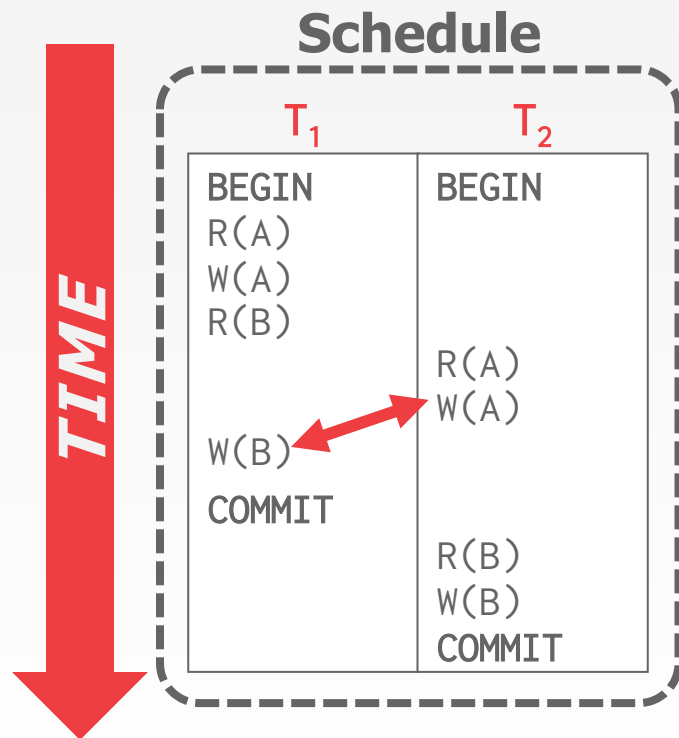 Schedule
TIME
T₁ T₂
BEGIN BEGIN
R(A)
W(A)
R(B)
R(A)
W(A)
W(B)
COMMIT
R(B)
W(B)
COMMIT